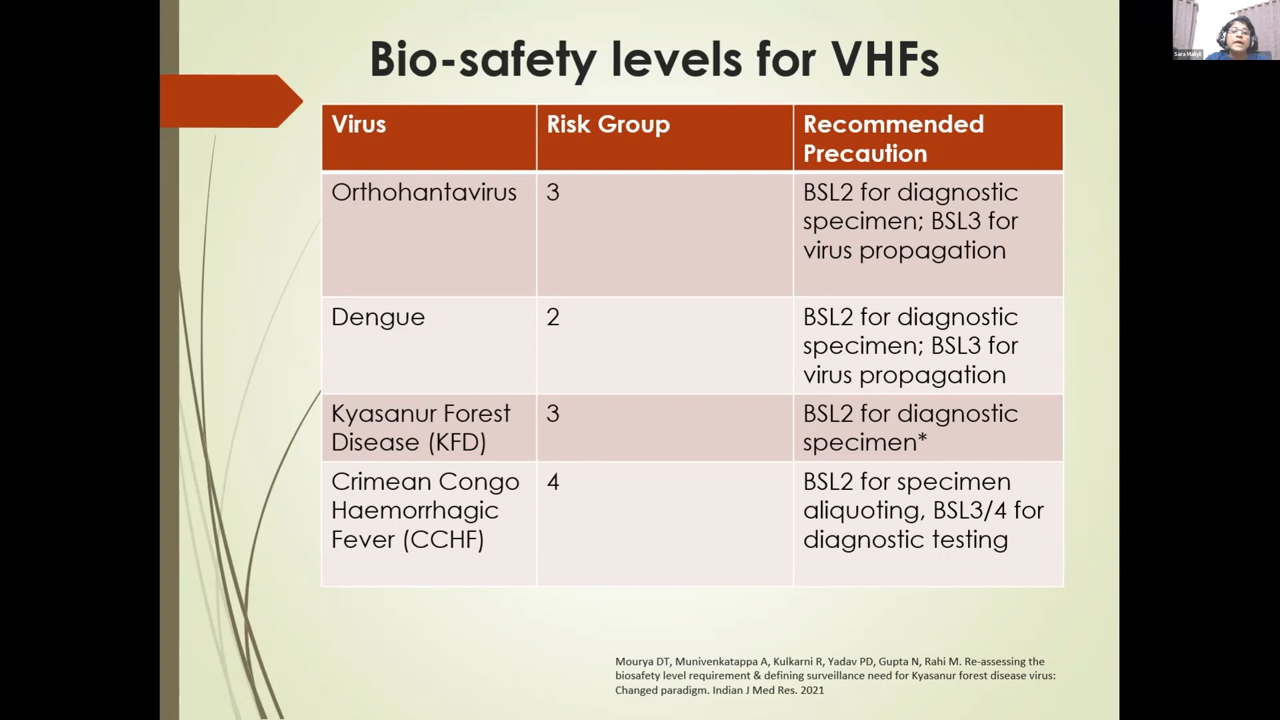 Bio-safety levels for VHFs
Virus
Risk Group
Recommended
Precaution
Orthohantavirus
3
BSL2 for diagnostic
specimen; BSL3 for
virus propagation
Dengue
2
BSL2 for diagnostic
specimen; BSL3 for
virus propagation
Kyasanur Forest
Disease (KFD)
3
BSL2 for diagnostic
specimen*
Crimean Congo
Haemorrhagic
Fever (CCHF)
4
BSL2 for specimen
aliquoting, BSL3/4 for
diagnostic testing
Mourya DT, Munivenkatappa A, Kulkarni R, Yadav PD, Gupta N, Rahi M. Re-assessing the
biosafety level requirement & defining surveillance need for Kyasanur forest disease virus:
Changed paradigm. Indian J Med Res. 2021
Sara